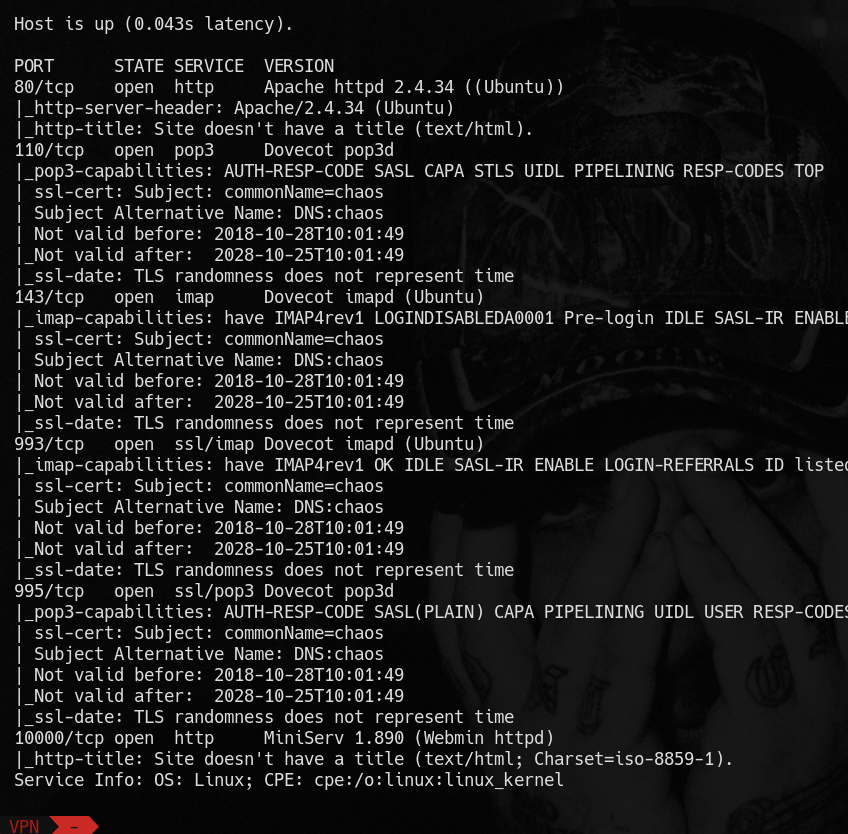 Host is up (0.043s latency).
PORT      STATE SERVICE  VERSION
80/tcp    open  http     Apache httpd 2.4.34 ((Ubuntu))
|_http-server-header: Apache/2.4.34 (Ubuntu)
|_http-title: Site doesn't have a title (text/html).
110/tcp   open  pop3     Dovecot pop3d
|_pop3-capabilities: AUTH-RESP-CODE SASL CAPA STLS UIDL PIPELINING RESP-CODES TOP
| ssl-cert: Subject: commonName=chaos
| Subject Alternative Name: DNS:chaos
| Not valid before: 2018-10-28T10:01:49
|_Not valid after:  2028-10-25T10:01:49
|_ssl-date: TLS randomness does not represent time
143/tcp   open  imap     Dovecot imapd (Ubuntu)
|_imap-capabilities: have IMAP4rev1 LOGINDISABLEDA0001 Pre-login IDLE SASL-IR ENABLE
| ssl-cert: Subject: commonName=chaos
| Subject Alternative Name: DNS:chaos
| Not valid before: 2018-10-28T10:01:49
|_Not valid after:  2028-10-25T10:01:49
|_ssl-date: TLS randomness does not represent time
993/tcp   open  ssl/imap Dovecot imapd (Ubuntu)
|_imap-capabilities: have IMAP4rev1 OK IDLE SASL-IR ENABLE LOGIN-REFERRALS ID listed
| ssl-cert: Subject: commonName=chaos
| Subject Alternative Name: DNS:chaos
| Not valid before: 2018-10-28T10:01:49
|_Not valid after:  2028-10-25T10:01:49
|_ssl-date: TLS randomness does not represent time
995/tcp   open  ssl/pop3 Dovecot pop3d
|_pop3-capabilities: AUTH-RESP-CODE SASL(PLAIN) CAPA PIPELINING UIDL USER RESP-CODES
| ssl-cert: Subject: commonName=chaos
| Subject Alternative Name: DNS:chaos
| Not valid before: 2018-10-28T10:01:49
|_Not valid after:  2028-10-25T10:01:49
|_ssl-date: TLS randomness does not represent time
10000/tcp open  http     MiniServ 1.890 (Webmin httpd)
|_http-title: Site doesn't have a title (text/html; Charset=iso-8859-1).
Service Info: OS: Linux; CPE: cpe:/o:linux:linux_kernel
VPN ~